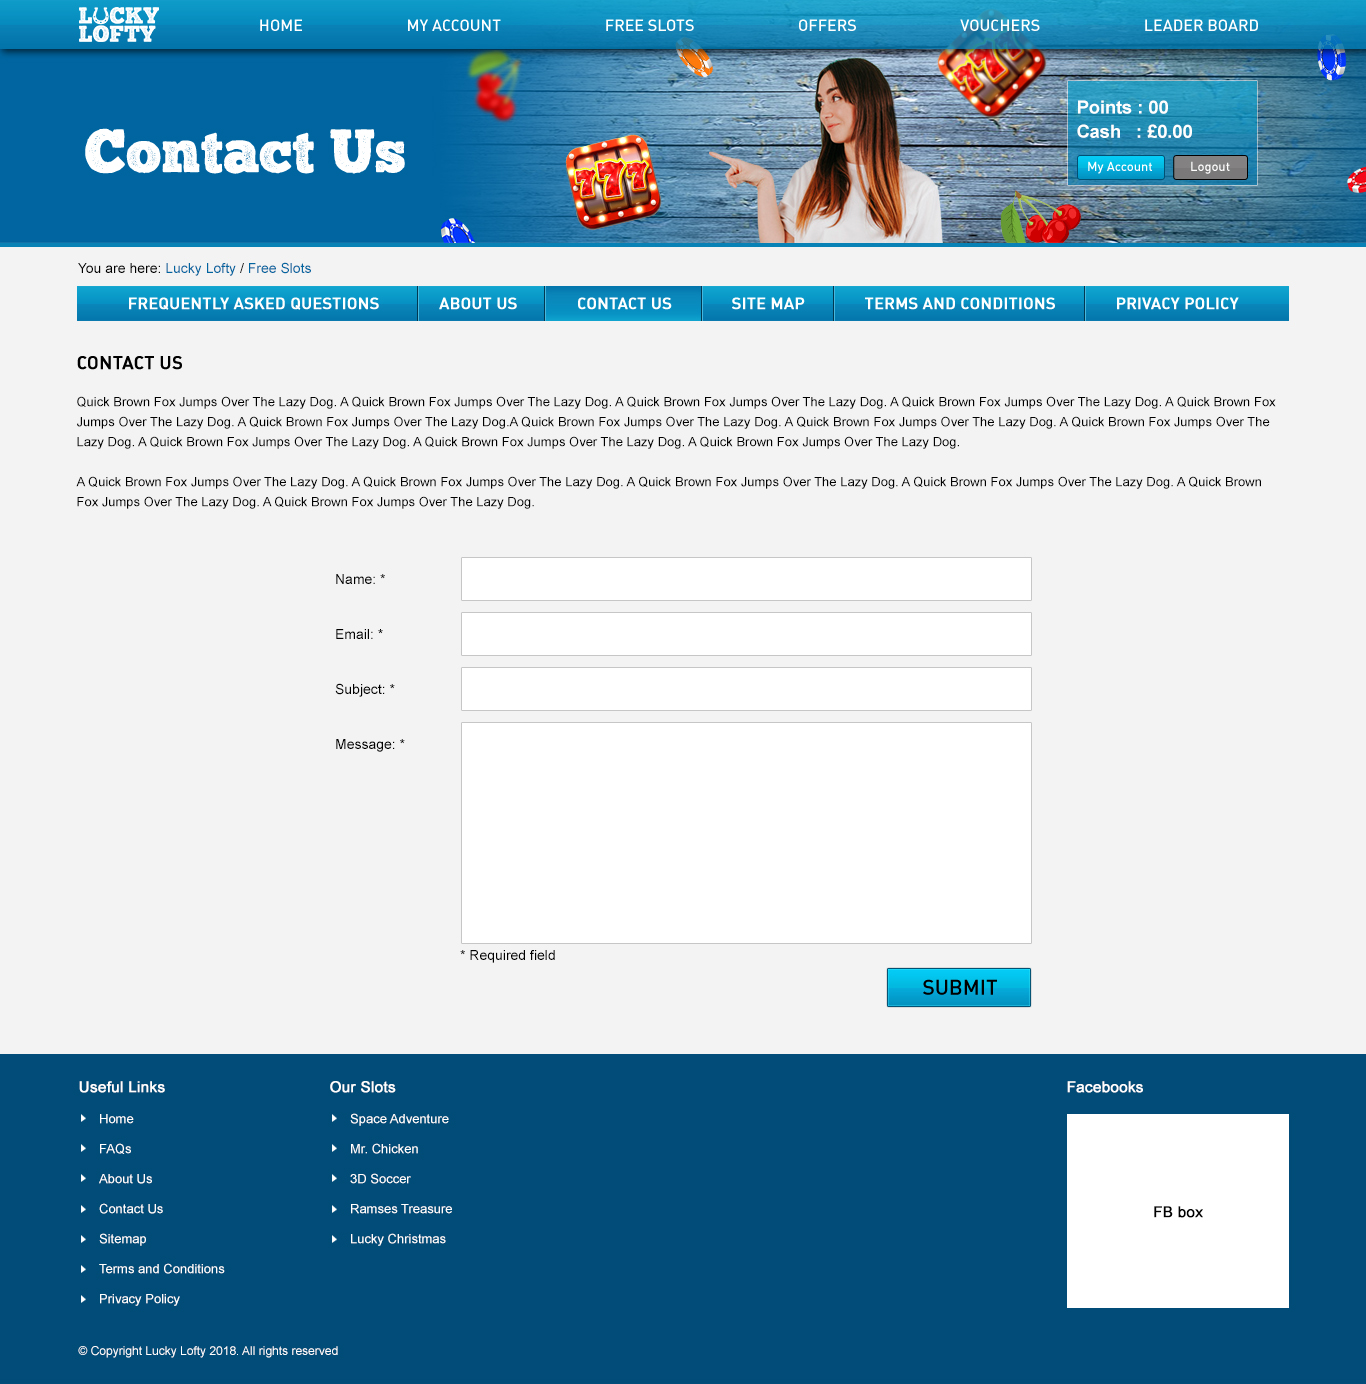 LUCKY
LOFTY
HOME
MY ACCOUNT
FREE SLOTS
OFFERS
VOUCHERS
LEADER BOARD
Contact Us
777
777
Points : 00
Cash : £0.00
My Account
Logout
You are here: Lucky Lofty / Free Slots
FREQUENTLY ASKED QUESTIONS
ABOUT US
CONTACT US
SITE MAP
TERMS AND CONDITIONS
PRIVACY POLICY
CONTACT US
Quick Brown Fox Jumps Over The Lazy Dog. A Quick Brown Fox Jumps Over The Lazy Dog. A Quick Brown Fox Jumps Over The Lazy Dog. A Quick Brown Fox Jumps Over The Lazy Dog. A Quick Brown Fox
Jumps Over The Lazy Dog. A Quick Brown Fox Jumps Over The Lazy Dog.A Quick Brown Fox Jumps Over The Lazy Dog. A Quick Brown Fox Jumps Over The Lazy Dog. A Quick Brown Fox Jumps Over The
Lazy Dog. A Quick Brown Fox Jumps Over The Lazy Dog. A Quick Brown Fox Jumps Over The Lazy Dog. A Quick Brown Fox Jumps Over The Lazy Dog.
A Quick Brown Fox Jumps Over The Lazy Dog. A Quick Brown Fox Jumps Over The Lazy Dog. A Quick Brown Fox Jumps Over The Lazy Dog. A Quick Brown Fox Jumps Over The Lazy Dog. A Quick Brown
Fox Jumps Over The Lazy Dog. A Quick Brown Fox Jumps Over The Lazy Dog.
Name: *
Email: *
Subject: *
Message: *
* Required field
SUBMIT
Useful Links
Home
FAQs
About Us
Contact Us
Sitemap
Terms and Conditions
Privacy Policy
Our Slots
Space Adventure
Mr. Chicken
3D Soccer
Ramses Treasure
Lucky Christmas
Facebooks
FB box
© Copyright Lucky Lofty 2018. All rights reserved